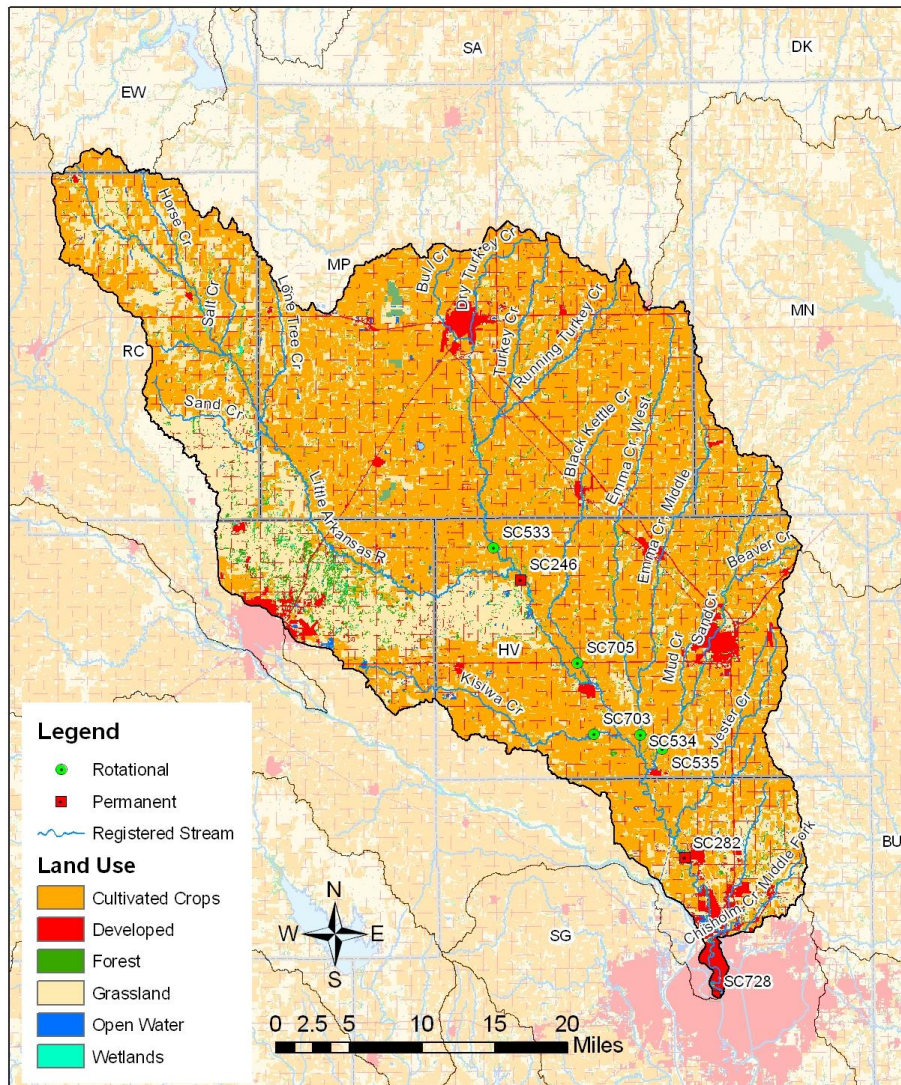 SA
DK
EW
Horse Cr
MP
Bull Cr
Dry Turkey Cr
MN
Salt Cr
Lone Tree Cr
Turkey Cr
Running Turkey Cr
RC
Sand Cr
Black Kettle Cr
Emma Cr, West
Emma Cr, Middle
Little Arkansas R
SC533
SC246
Beaver Cr
Sand Cr
Mud Cr
HV
SC705
Kisiwa Cr
SC703
Jester Cr
SC534
SC535
SC282
BU
Chisholm Cr, Middle Fork
SG
SC728
Legend
Rotational
Permanent
Registered Stream
Land Use
Cultivated Crops
Developed
Forest
Grassland
Open Water
Wetlands
N
W E
S
0 2.5 5 10 15 20
Miles